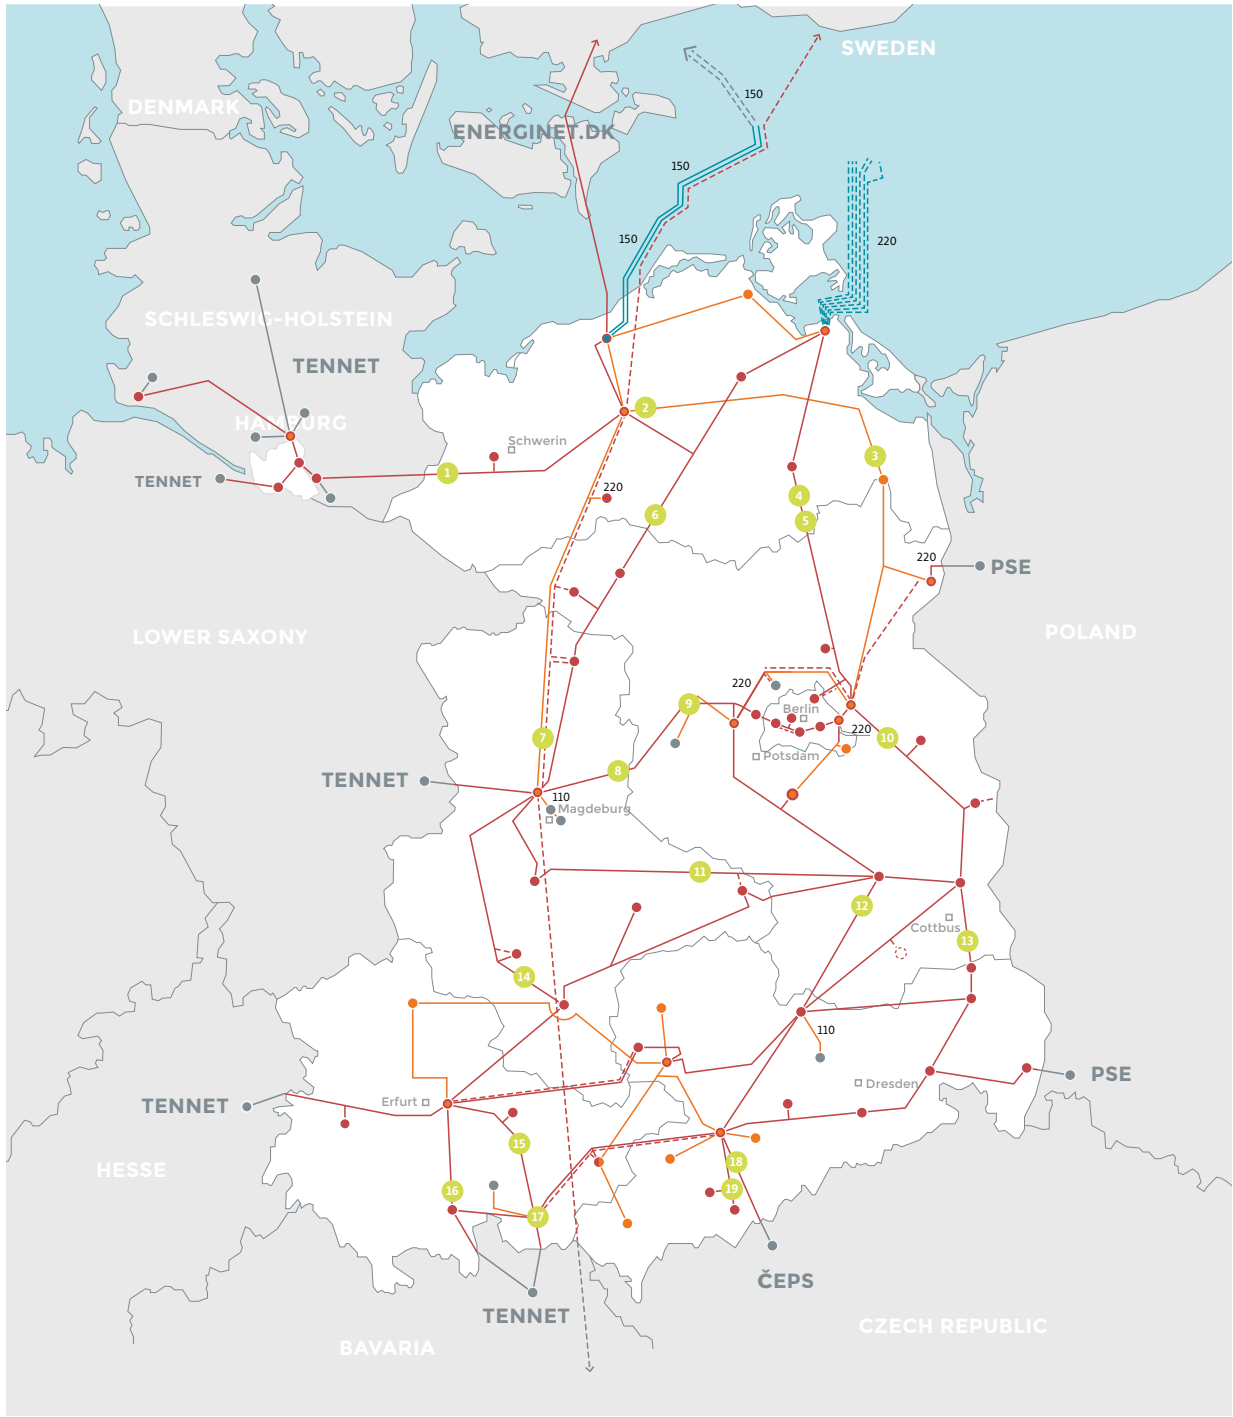 SWEDEN
150
DENMARK
ENERGINET.DK
150
150
220
SCHLESWIG-HOLSTEIN
TENNET
HAMBURG
2
Schwerin
3
1
TENNET
220
4
6
5
220
PSE
LOWER SAXONY
POLAND
220
9
Berlin
220
10
7
Potsdam
8
TENNET
110
Magdeburg
11
12
Cottbus
13
14
110
PSE
Dresden
Erfurt
TENNET
15
HESSE
18
16
19
17
ČEPS
TENNET
CZECH REPUBLIC
BAVARIA